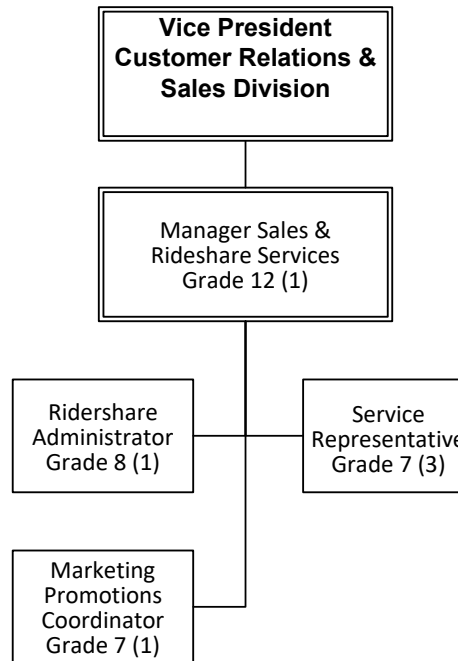 Vice President
Customer Relations &
Sales Division
Manager Sales &
Rideshare Services
Grade 12 (1)
Ridershare
Administrator
Grade 8 (1)
Service
Representative
Grade 7 (3)
Marketing
Promotions
Coordinator
Grade 7 (1)